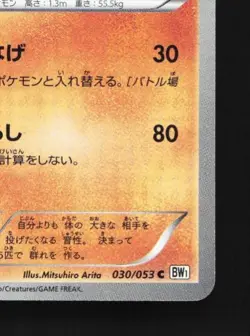 モン 高さ:1.3m 重さ:55.5kg
なげ 30
ポケモンと入れ替える。[バトル場
らし 80
計算をしない。
自分よりも 体の 大きな 相手を
投げたくなる 習性。 決まって
5匹で 群れを 作る。
Illus.Mitsuhiro Arita 030/053 C BW1
o/Creatures/GAME FREAK.